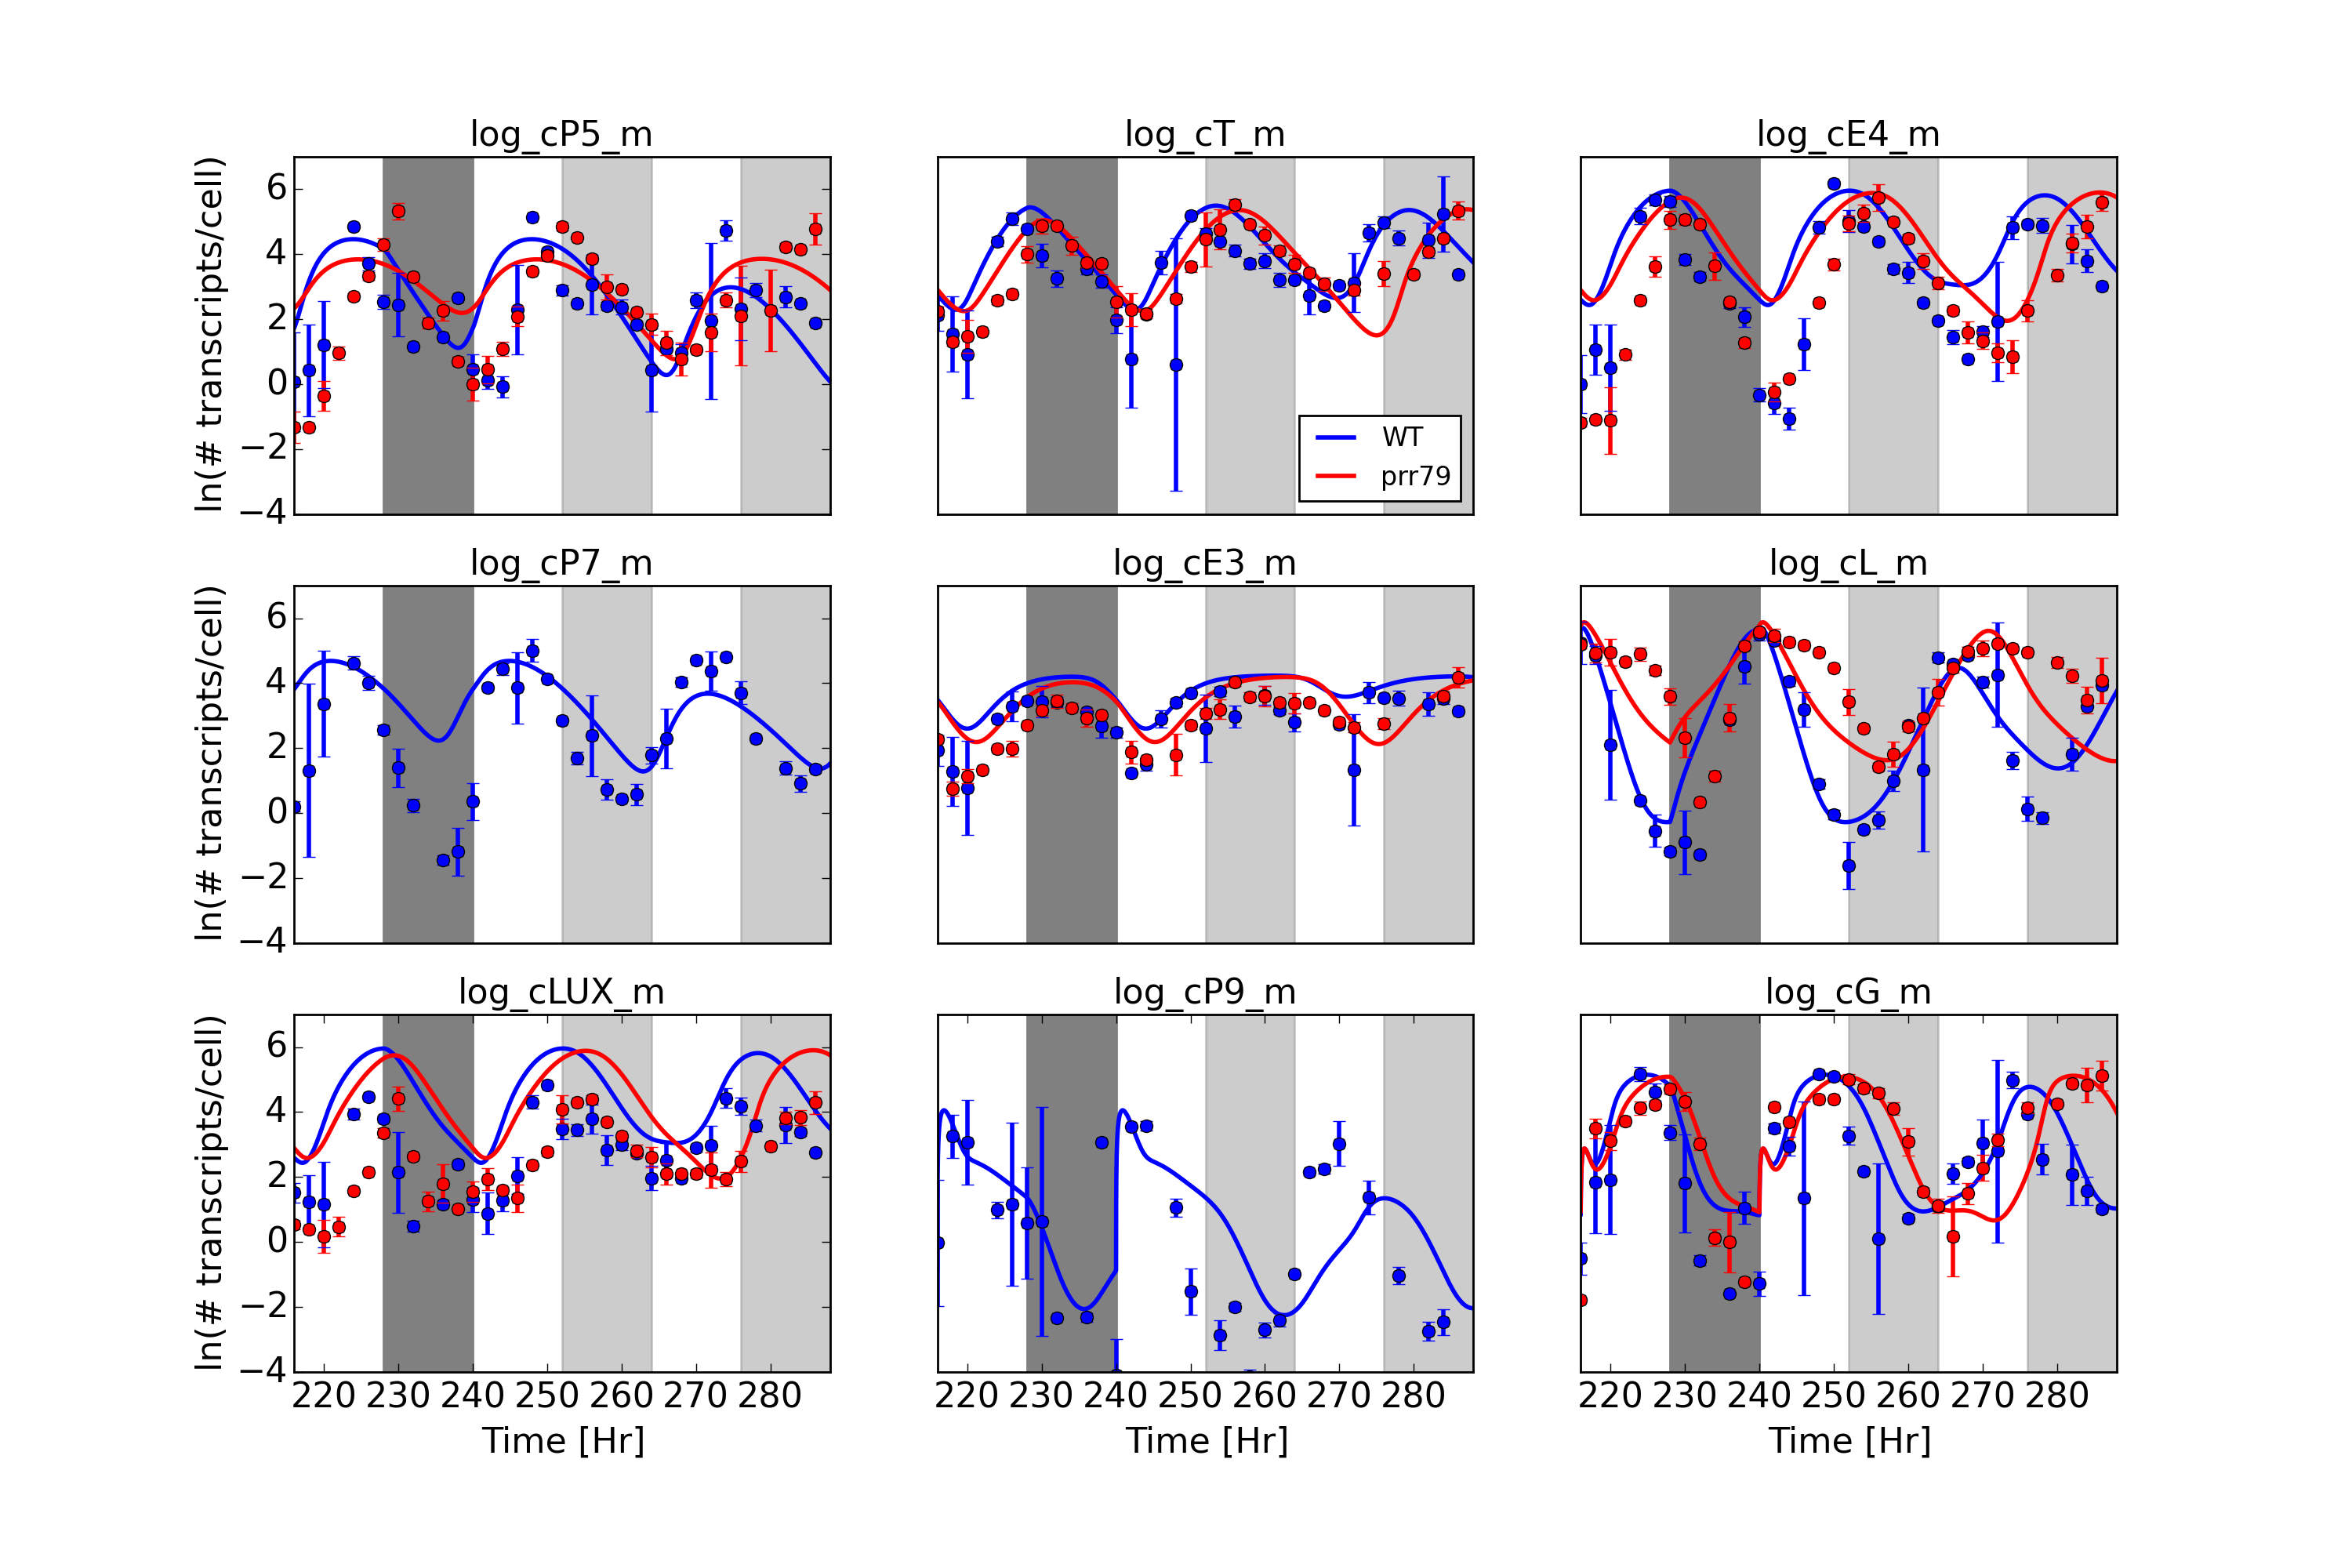 log_cP5_m
log_cT_m
log_cE4_m
ln(# transcripts/cell)
6
4
2
0
−2
−4
WT
prr79
log_cP7_m
log_cE3_m
log_cL_m
ln(# transcripts/cell)
6
4
2
0
−2
−4
log_cLUX_m
log_cP9_m
log_cG_m
ln(# transcripts/cell)
6
4
2
0
−2
−4
220 230 240 250 260 270 280
220 230 240 250 260 270 280
220 230 240 250 260 270 280
Time [Hr]
Time [Hr]
Time [Hr]